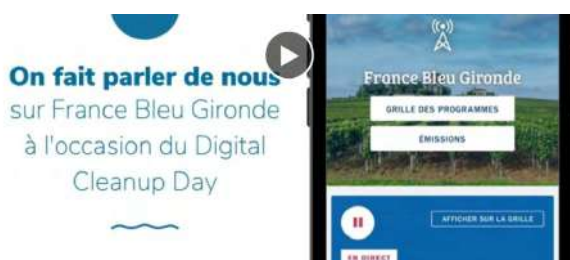 On fait parler de nous
sur France Bleu Gironde
à l'occasion du Digital
Cleanup Day
France Bleu Gironde
GRILLE DES PROGRAMMES
ÉMISSIONS
AFFICHER SUR LA GRILLE
EN DIRECT